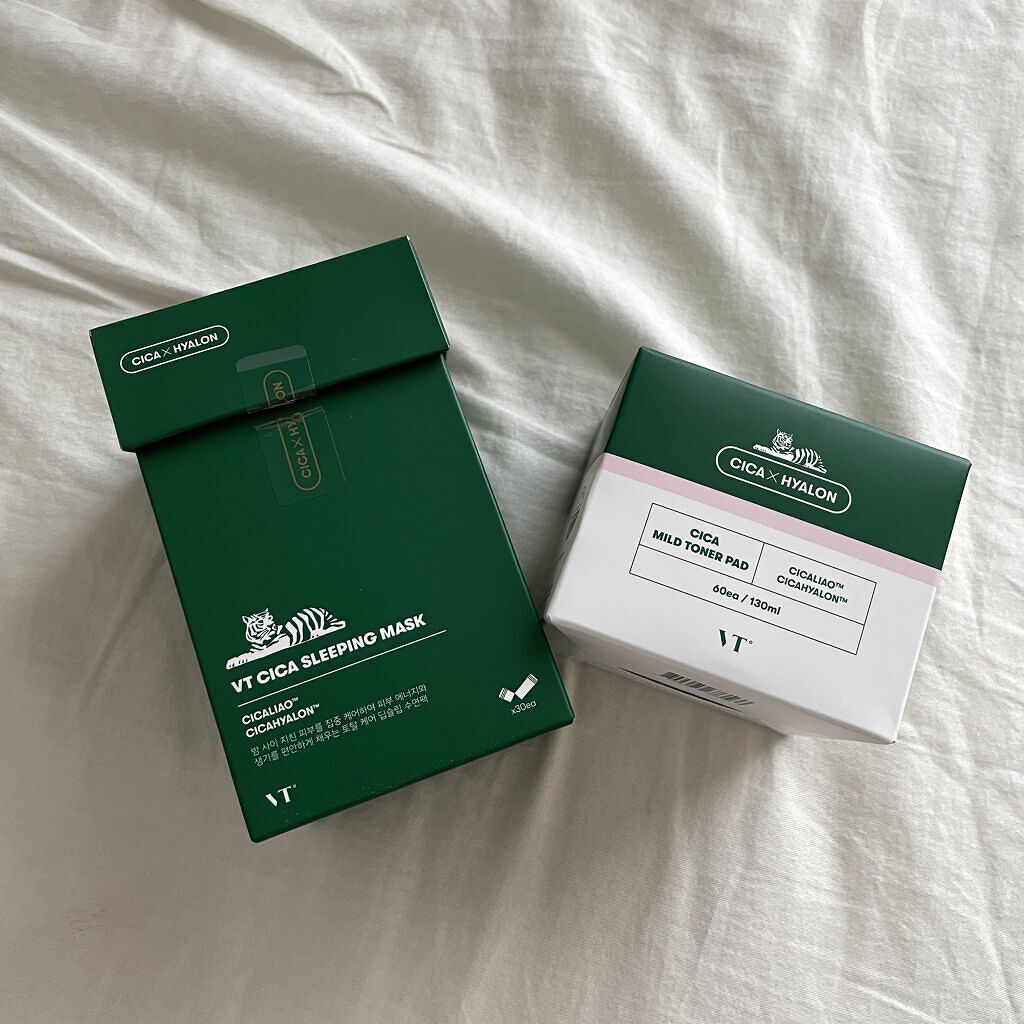 CICA×HYALON
CICA×HYALON
VT CICA SLEEPING MASK
CICALIAO™
CICAHYALON™
밤 사이 지친 피부를 집중 케어하여 피부 에너지와
생기를 편안하게 채우는 토탈 케어 딥슬립 수면팩
x30ea
VT
CICA×HYALON
CICA
MILD TONER PAD
CICALIAO™
CICAHYALON™
60ea / 130ml
VT